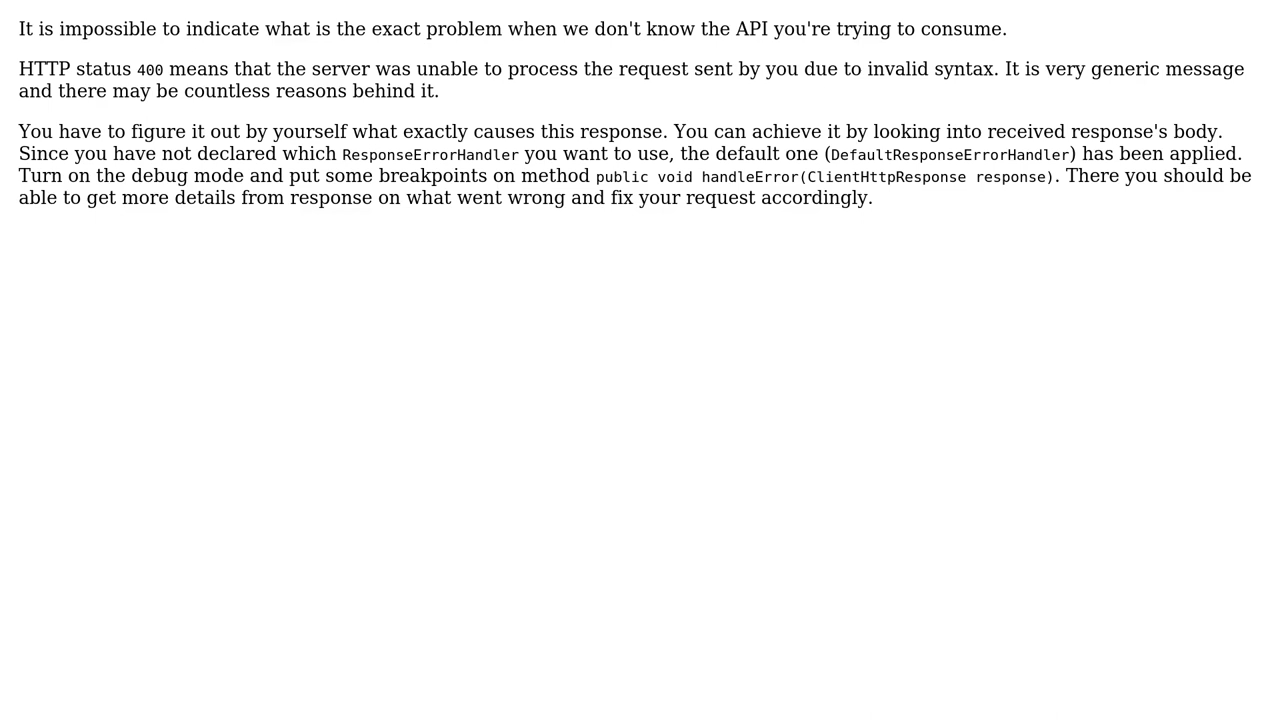 It is impossible to indicate what is the exact problem when we don't know the API you're trying to consume.
HTTP status 400 means that the server was unable to process the request sent by you due to invalid syntax. It is very generic message
and there may be countless reasons behind it.
You have to figure it out by yourself what exactly causes this response. You can achieve it by looking into received response's body.
Since you have not declared which ResponseErrorHandler you want to use, the default one (DefaultResponseErrorHandler) has been applied.
Turn on the debug mode and put some breakpoints on method public void handleError(ClientHttpResponse response). There you should be
able to get more details from response on what went wrong and fix your request accordingly.